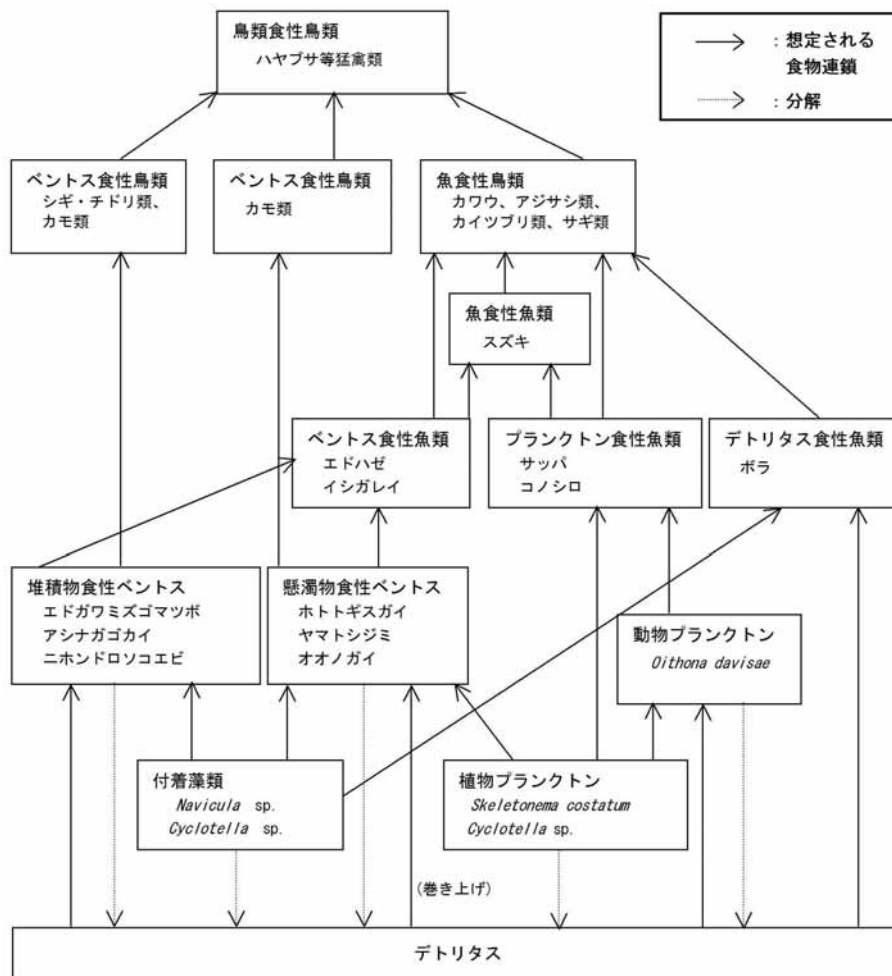 鳥類食性鳥類
ハヤブサ等猛禽類
: 想定される
食物連鎖
: 分解
ベントス食性鳥類
シギ・チドリ類、
カモ類
ベントス食性鳥類
カモ類
魚食性鳥類
カワウ、アジサシ類、
カイツブリ類、サギ類
魚食性魚類
スズキ
ベントス食性魚類
エドハゼ
イシガレイ
プランクトン食性魚類
サッパ
コノシロ
デトリタス食性魚類
ボラ
堆積物食性ベントス
エドガワミズゴマツボ
アシナガゴカイ
ニホンドロソコエビ
懸濁物食性ベントス
ホトトギスガイ
ヤマトシジミ
オオノガイ
動物プランクトン
Oithona davisae
付着藻類
Navicula sp.
Cyclotella sp.
植物プランクトン
Skeletonema costatum
Cyclotella sp.
(巻き上げ)
デトリタス